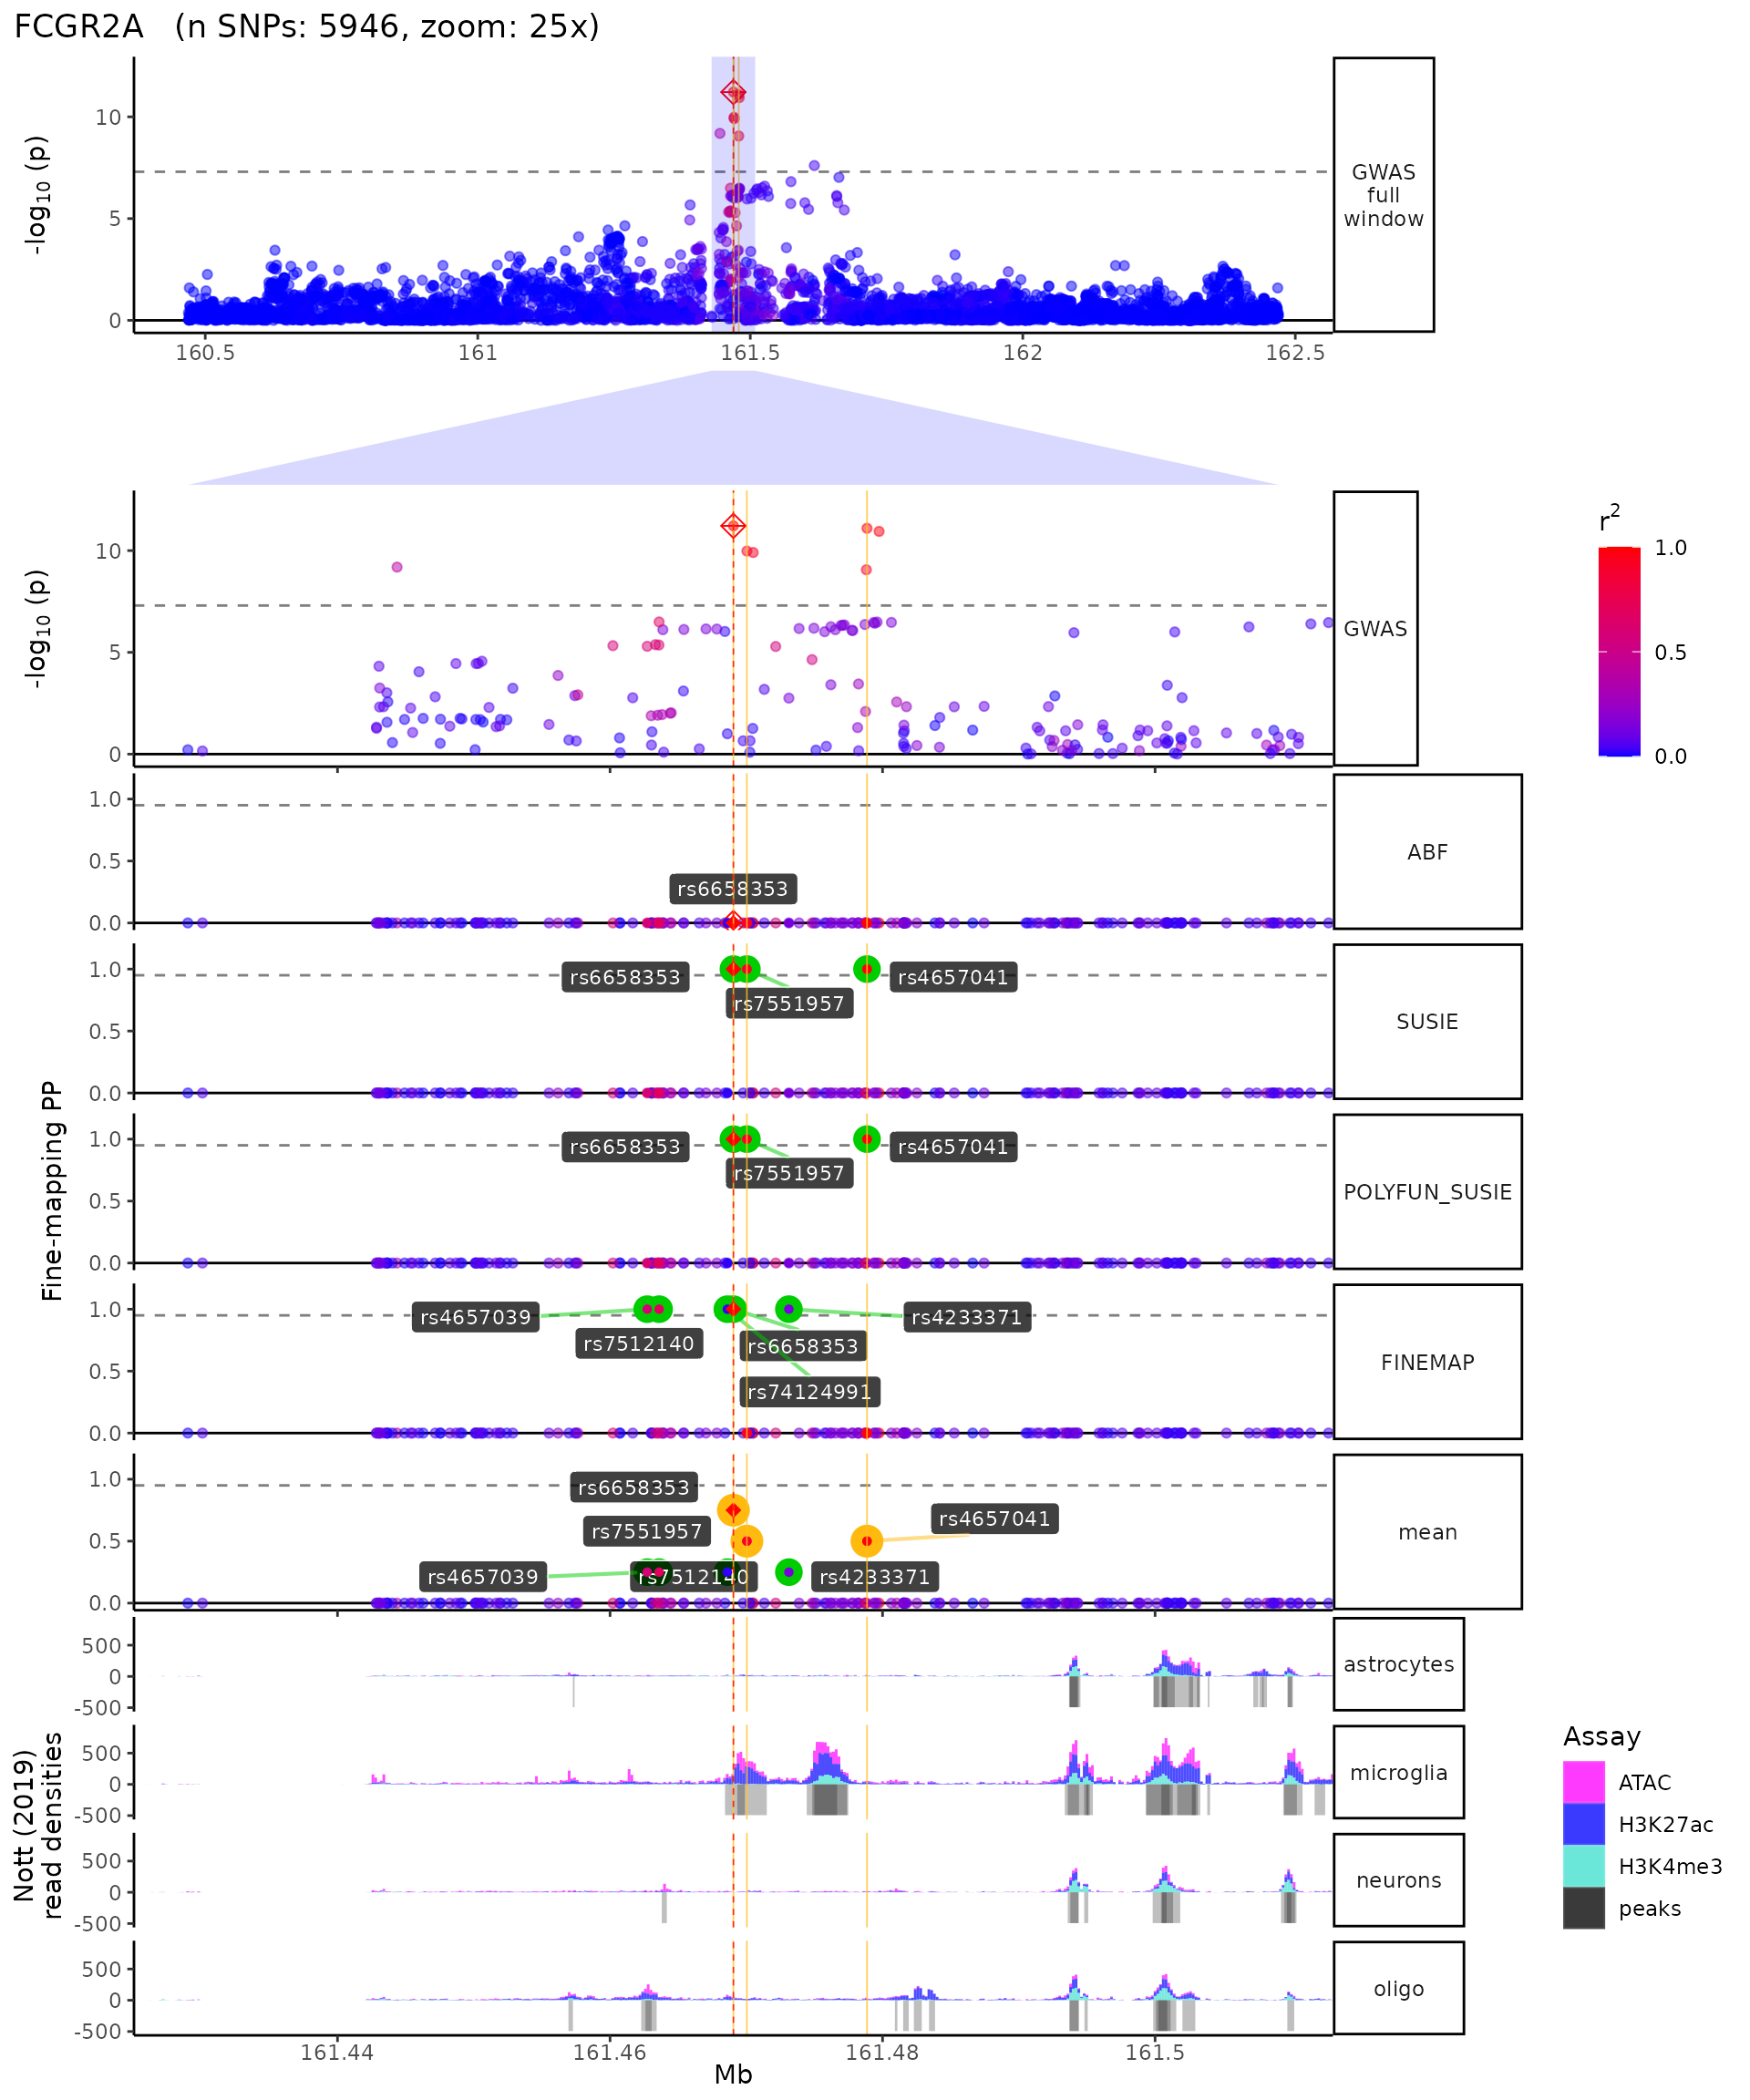 FCGR2A (n SNPs: 5946, zoom: 25x)
-log10 (p)
10
5
0
GWAS
full
window
160.5 161 161.5 162 162.5
-log10 (p)
10
5
0
GWAS
r2
1.0
0.5
0.0
Fine-mapping PP
1.0
0.5
0.0
rs6658353
ABF
1.0
0.5
0.0
rs6658353
rs4657041
rs7551957
SUSIE
1.0
0.5
0.0
rs6658353
rs4657041
rs7551957
POLYFUN_SUSIE
1.0
0.5
0.0
rs4657039
rs4233371
rs7512140
rs6658353
rs74124991
FINEMAP
1.0
0.5
0.0
rs6658353
rs4657041
rs7551957
rs4657039
rs7512140
rs4233371
mean
Nott (2019)
read densities
500
0
-500
astrocytes
500
0
-500
microglia
500
0
-500
neurons
500
0
-500
oligo
Assay
ATAC
H3K27ac
H3K4me3
peaks
161.44 161.46 161.48 161.5
Mb